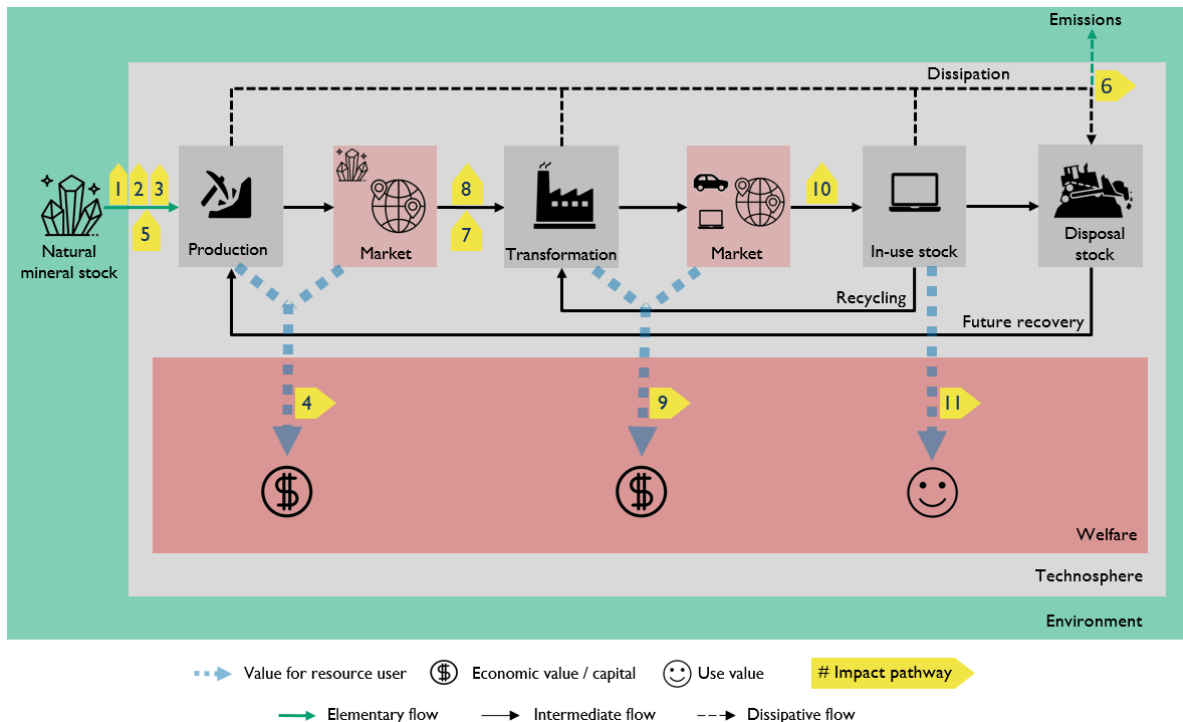 Emissions
Dissipation
6
1 2 3
5
8
7
10
Natural
mineral stock
Production
Market
Transformation
Market
In-use stock
Disposal
stock
Recycling
Future recovery
4
9
11
$
$
Welfare
Technosphere
Environment
Value for resource user
$ Economic value / capital
Use value
# Impact pathway
Elementary flow
Intermediate flow
Dissipative flow